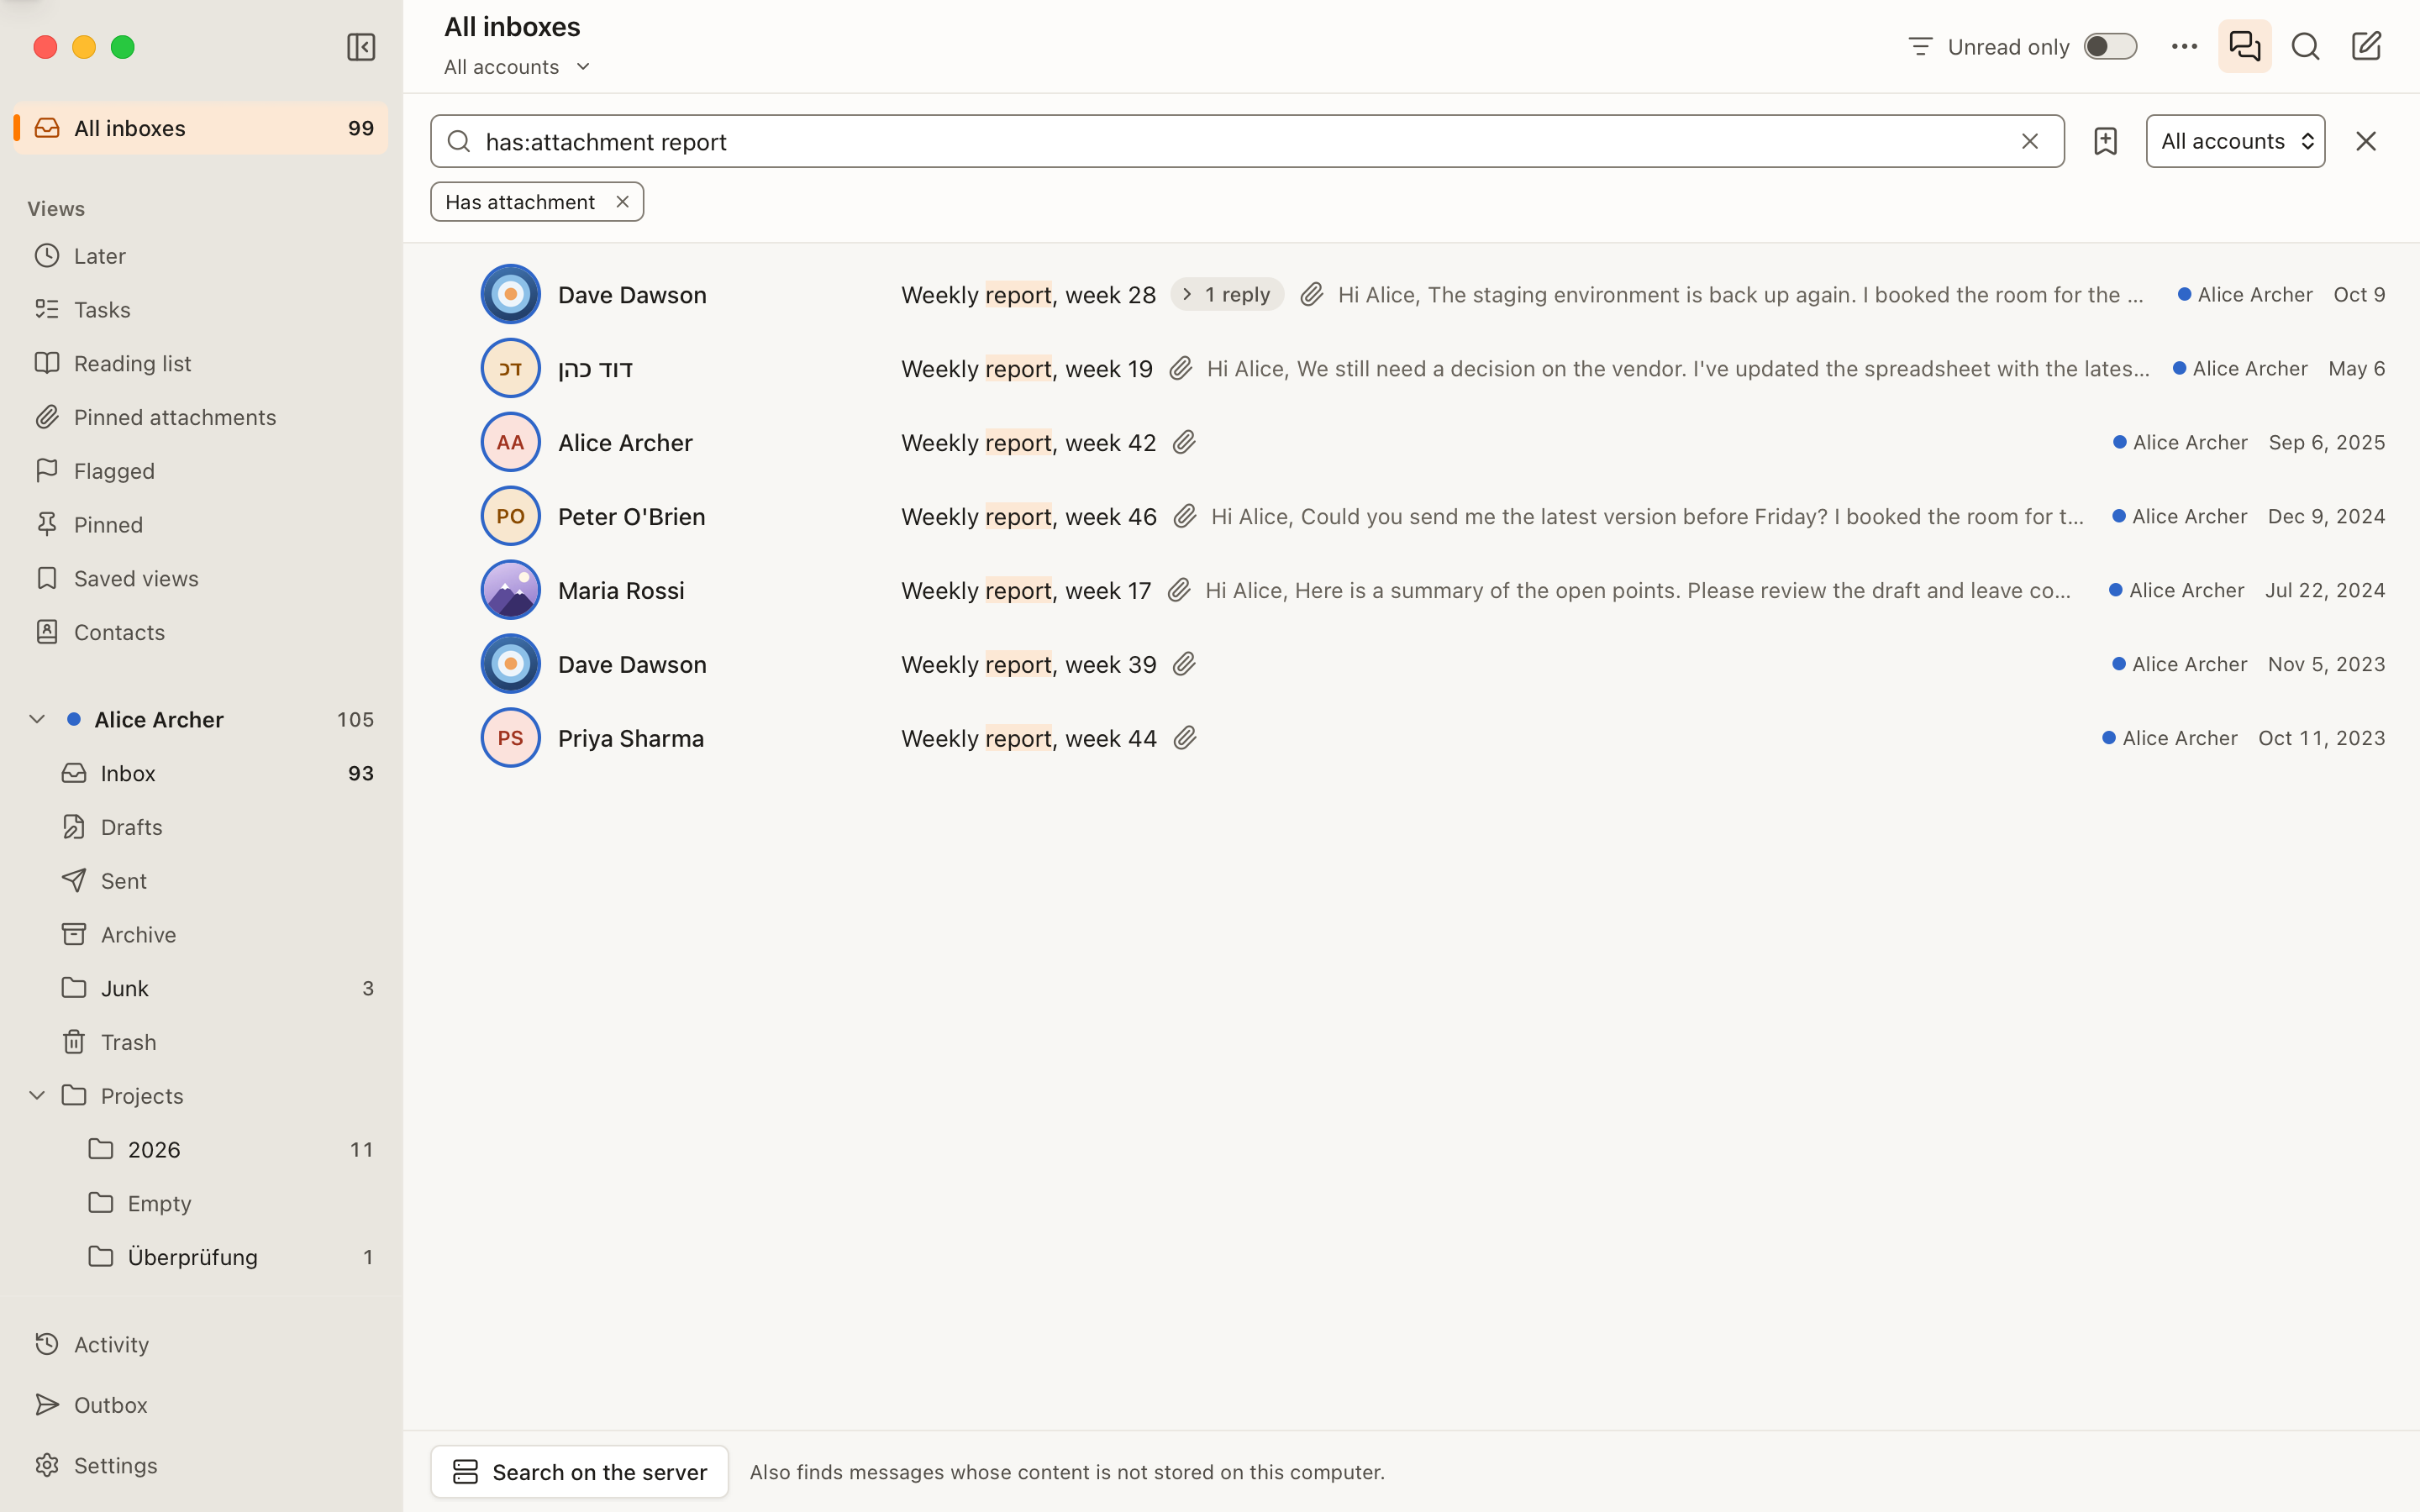 All inboxes
All accounts
Unread only
All inboxes 99
has:attachment report
All accounts
Has attachment
Views
Later
Tasks
Reading list
Pinned attachments
Flagged
Pinned
Saved views
Contacts
Alice Archer 105
Inbox 93
Drafts
Sent
Archive
Junk 3
Trash
Projects
2026 11
Empty
Überprüfung 1
Activity
Outbox
Settings
Dave Dawson Weekly report, week 28 1 reply Hi Alice, The staging environment is back up again. I booked the room for the ... Alice Archer Oct 9
דכ דוד כהן Weekly report, week 19 Hi Alice, We still need a decision on the vendor. I've updated the spreadsheet with the lates... Alice Archer May 6
AA Alice Archer Weekly report, week 42 Alice Archer Sep 6, 2025
PO Peter O'Brien Weekly report, week 46 Hi Alice, Could you send me the latest version before Friday? I booked the room for t... Alice Archer Dec 9, 2024
Maria Rossi Weekly report, week 17 Hi Alice, Here is a summary of the open points. Please review the draft and leave co... Alice Archer Jul 22, 2024
Dave Dawson Weekly report, week 39 Alice Archer Nov 5, 2023
PS Priya Sharma Weekly report, week 44 Alice Archer Oct 11, 2023
Search on the server Also finds messages whose content is not stored on this computer.